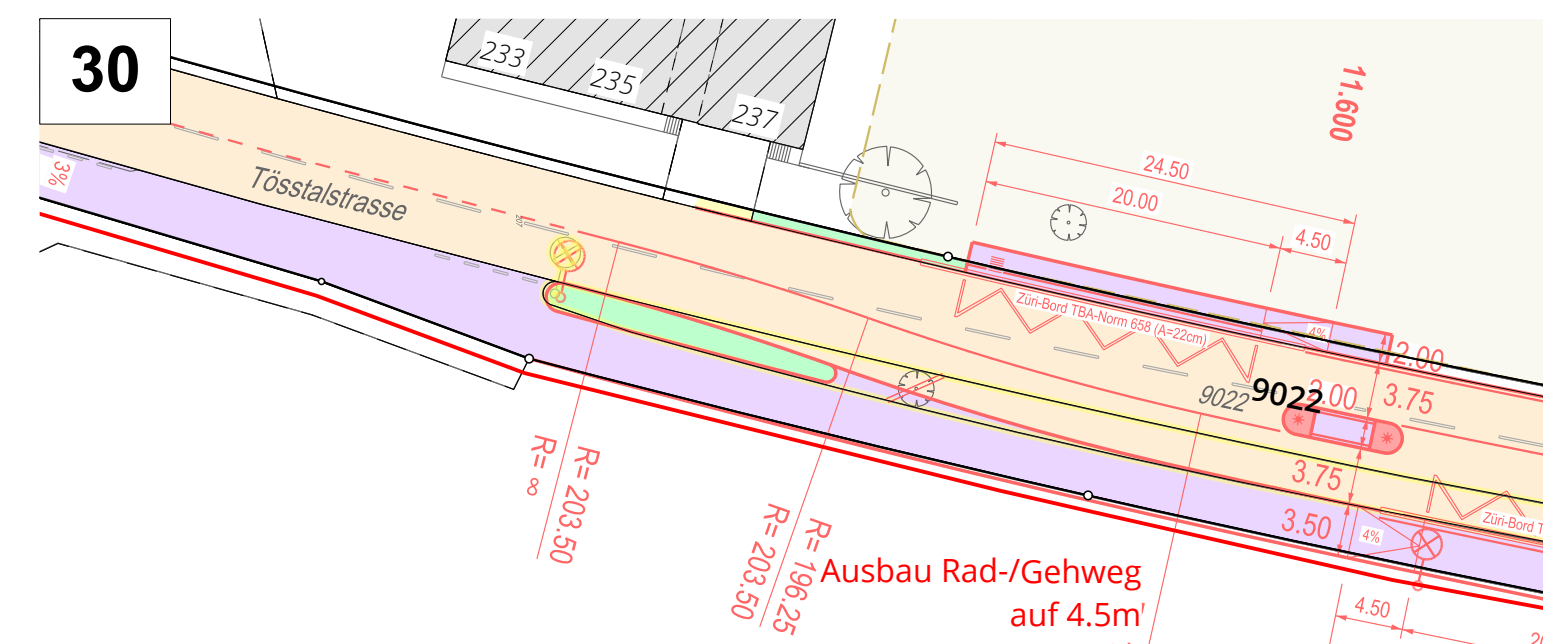 30
233
235
237
11.600
24.50
20.00
4.50
3%
Tösstalstrasse
207
Züri-Bord TBA-Norm 658 (A=22cm)
4%
2.00
9022
9022
2.00
3.75
3.75
3.50
4%
Züri-Bord T
R= ∞
R= 203.50
R= 203.50
R= 196.25
Ausbau Rad-/Gehweg
auf 4.5m
4.50
20